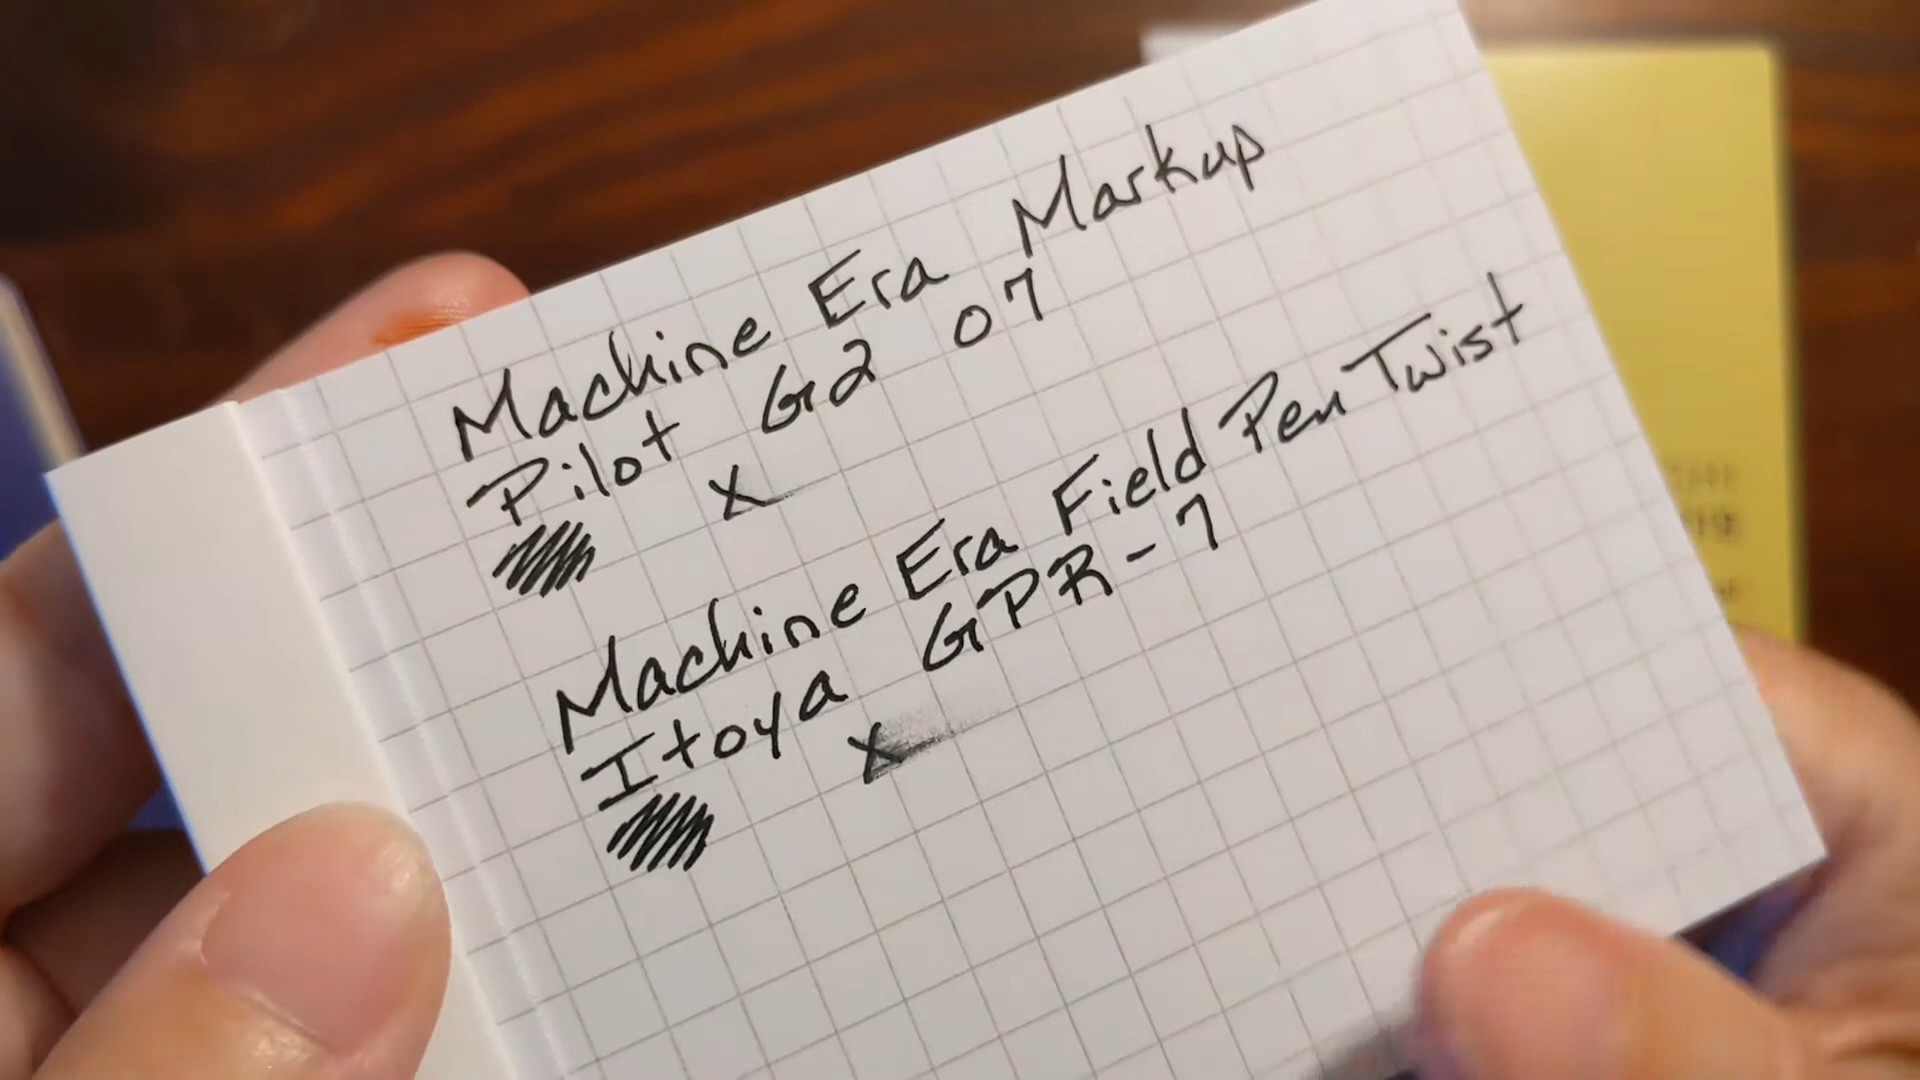 Machine Era Markup
Pilot G2 07
X
Machine Era Field Pen Twist
Itoya GPR-7
X